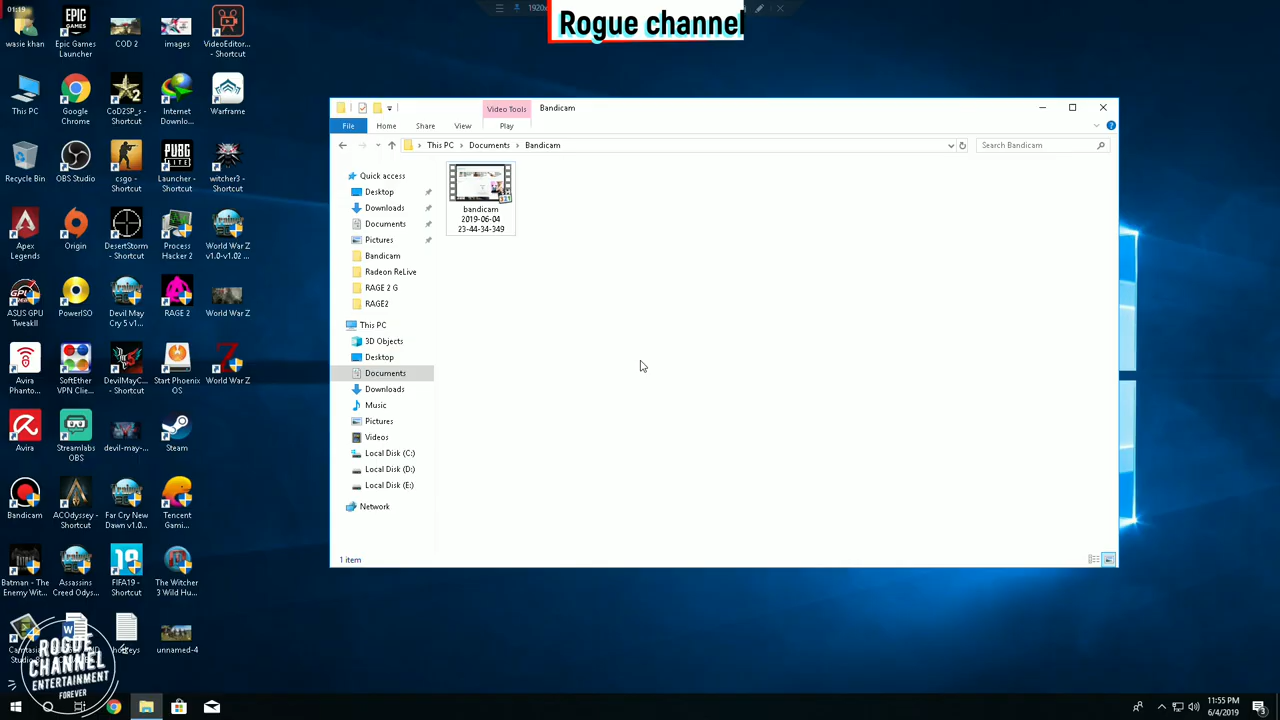 01:19
1920x
Rogue channel
wasie khan
Epic Games
Launcher
COD 2
images
VideoEditor...
- Shortcut
This PC
Google
Chrome
CoD2SP_s -
Shortcut
Internet
Downlo...
Warframe
Recycle Bin
OBS Studio
csgo -
Shortcut
Launcher -
Shortcut
witcher3 -
Shortcut
Apex
Legends
Origin
DesertStorm
- Shortcut
Process
Hacker 2
World War Z
v1.0-v1.02 ...
ASUS GPU
TweakII
PowerISO
Devil May
Cry 5 v1...
RAGE 2
World War Z
Avira
Phanto...
SoftEther
VPN Clie...
DevilMayC...
- Shortcut
Start Phoenix
OS
World War Z
Avira
Streamlabs
OBS
devil-may-...
Steam
Bandicam
ACOdyssey -
Shortcut
Far Cry New
Dawn v1.0...
Tencent
Gami...
Batman - The
Enemy Wit...
Assassins
Creed Odys...
FIFA19 -
Shortcut
The Witcher
3 Wild Hu...
unnamed-4
ROGUE
CHANNEL
ENTERTAINMENT
FOREVER
Video Tools
Bandicam
File
Home
Share
View
Play
This PC > Documents > Bandicam
Search Bandicam
Quick access
Desktop
Downloads
Documents
Pictures
Bandicam
Radeon ReLive
RAGE 2 G
RAGE2
This PC
3D Objects
Desktop
Documents
Downloads
Music
Pictures
Videos
Local Disk (C:)
Local Disk (D:)
Local Disk (E:)
Network
bandicam
2019-06-04
23-44-34-349
1 item
11:55 PM
6/4/2019